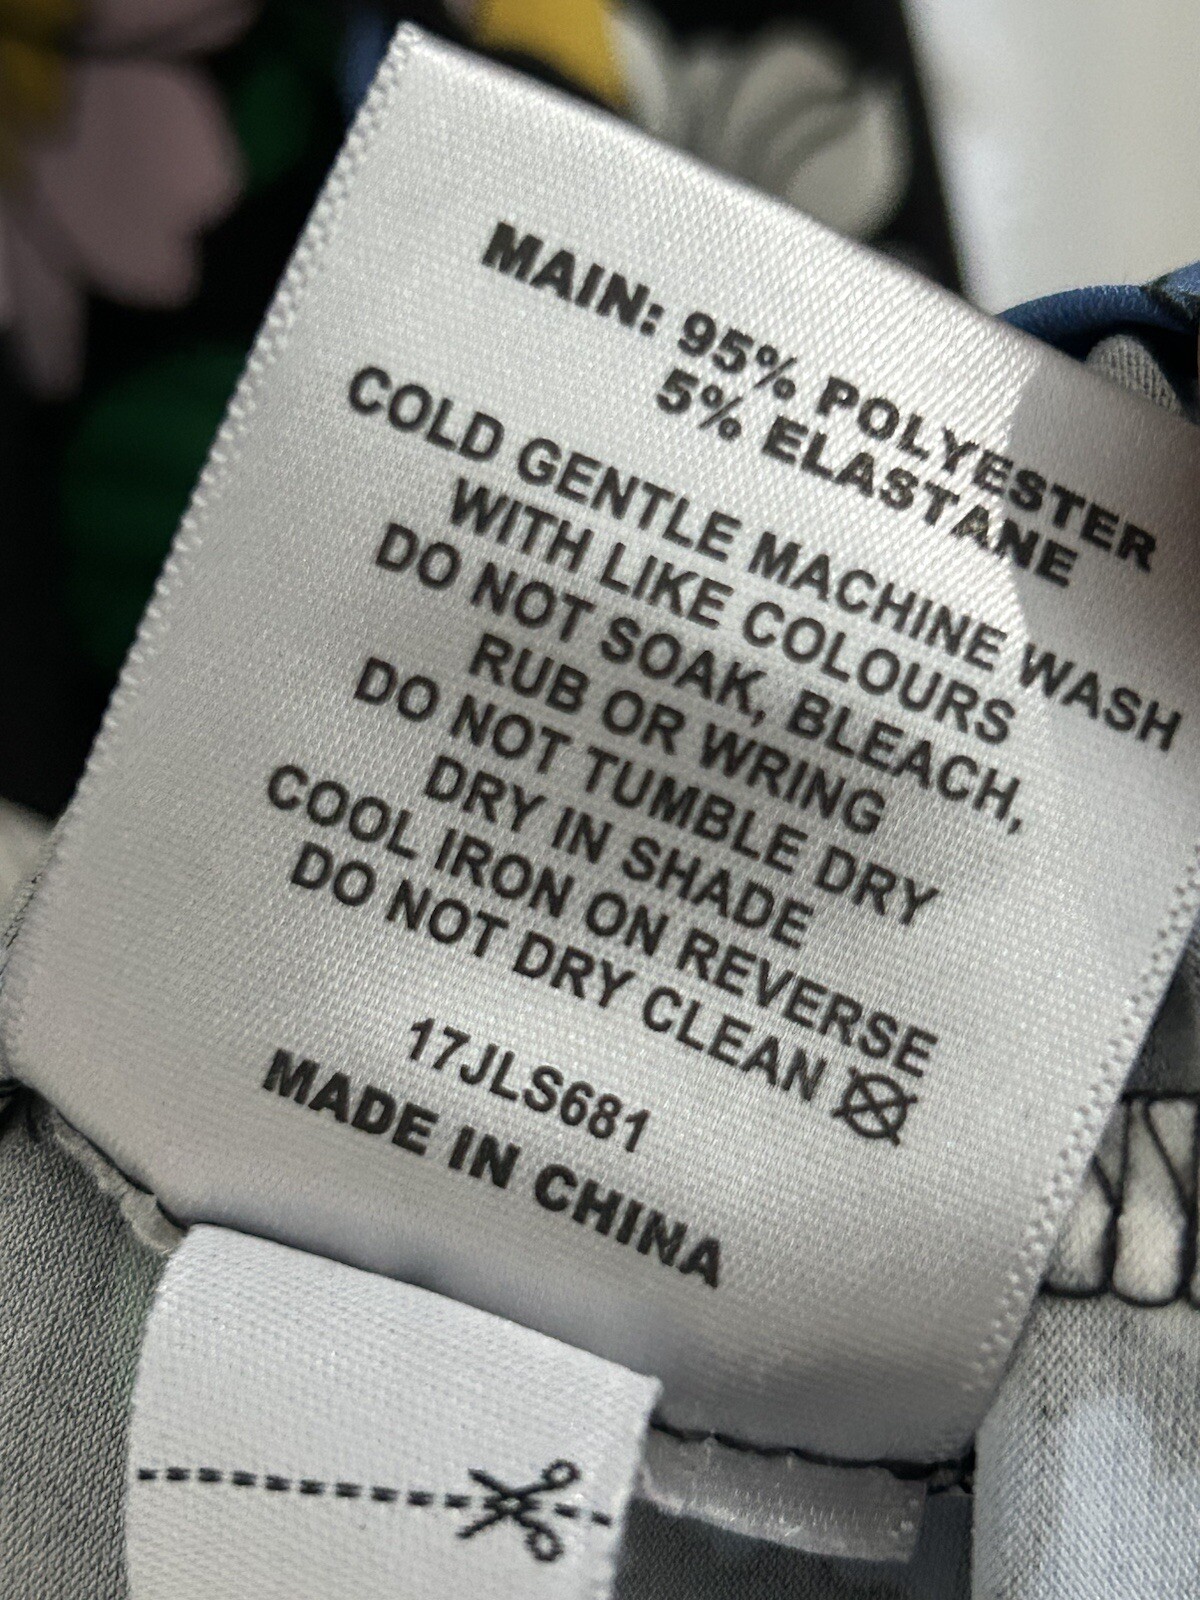 MAIN: 95% POLYESTER
5% ELASTANE
COLD GENTLE MACHINE WASH
WITH LIKE COLOURS
DO NOT SOAK, BLEACH,
RUB OR WRING
DO NOT TUMBLE DRY
DRY IN SHADE
COOL IRON ON REVERSE
DO NOT DRY CLEAN
17JLS681
MADE IN CHINA